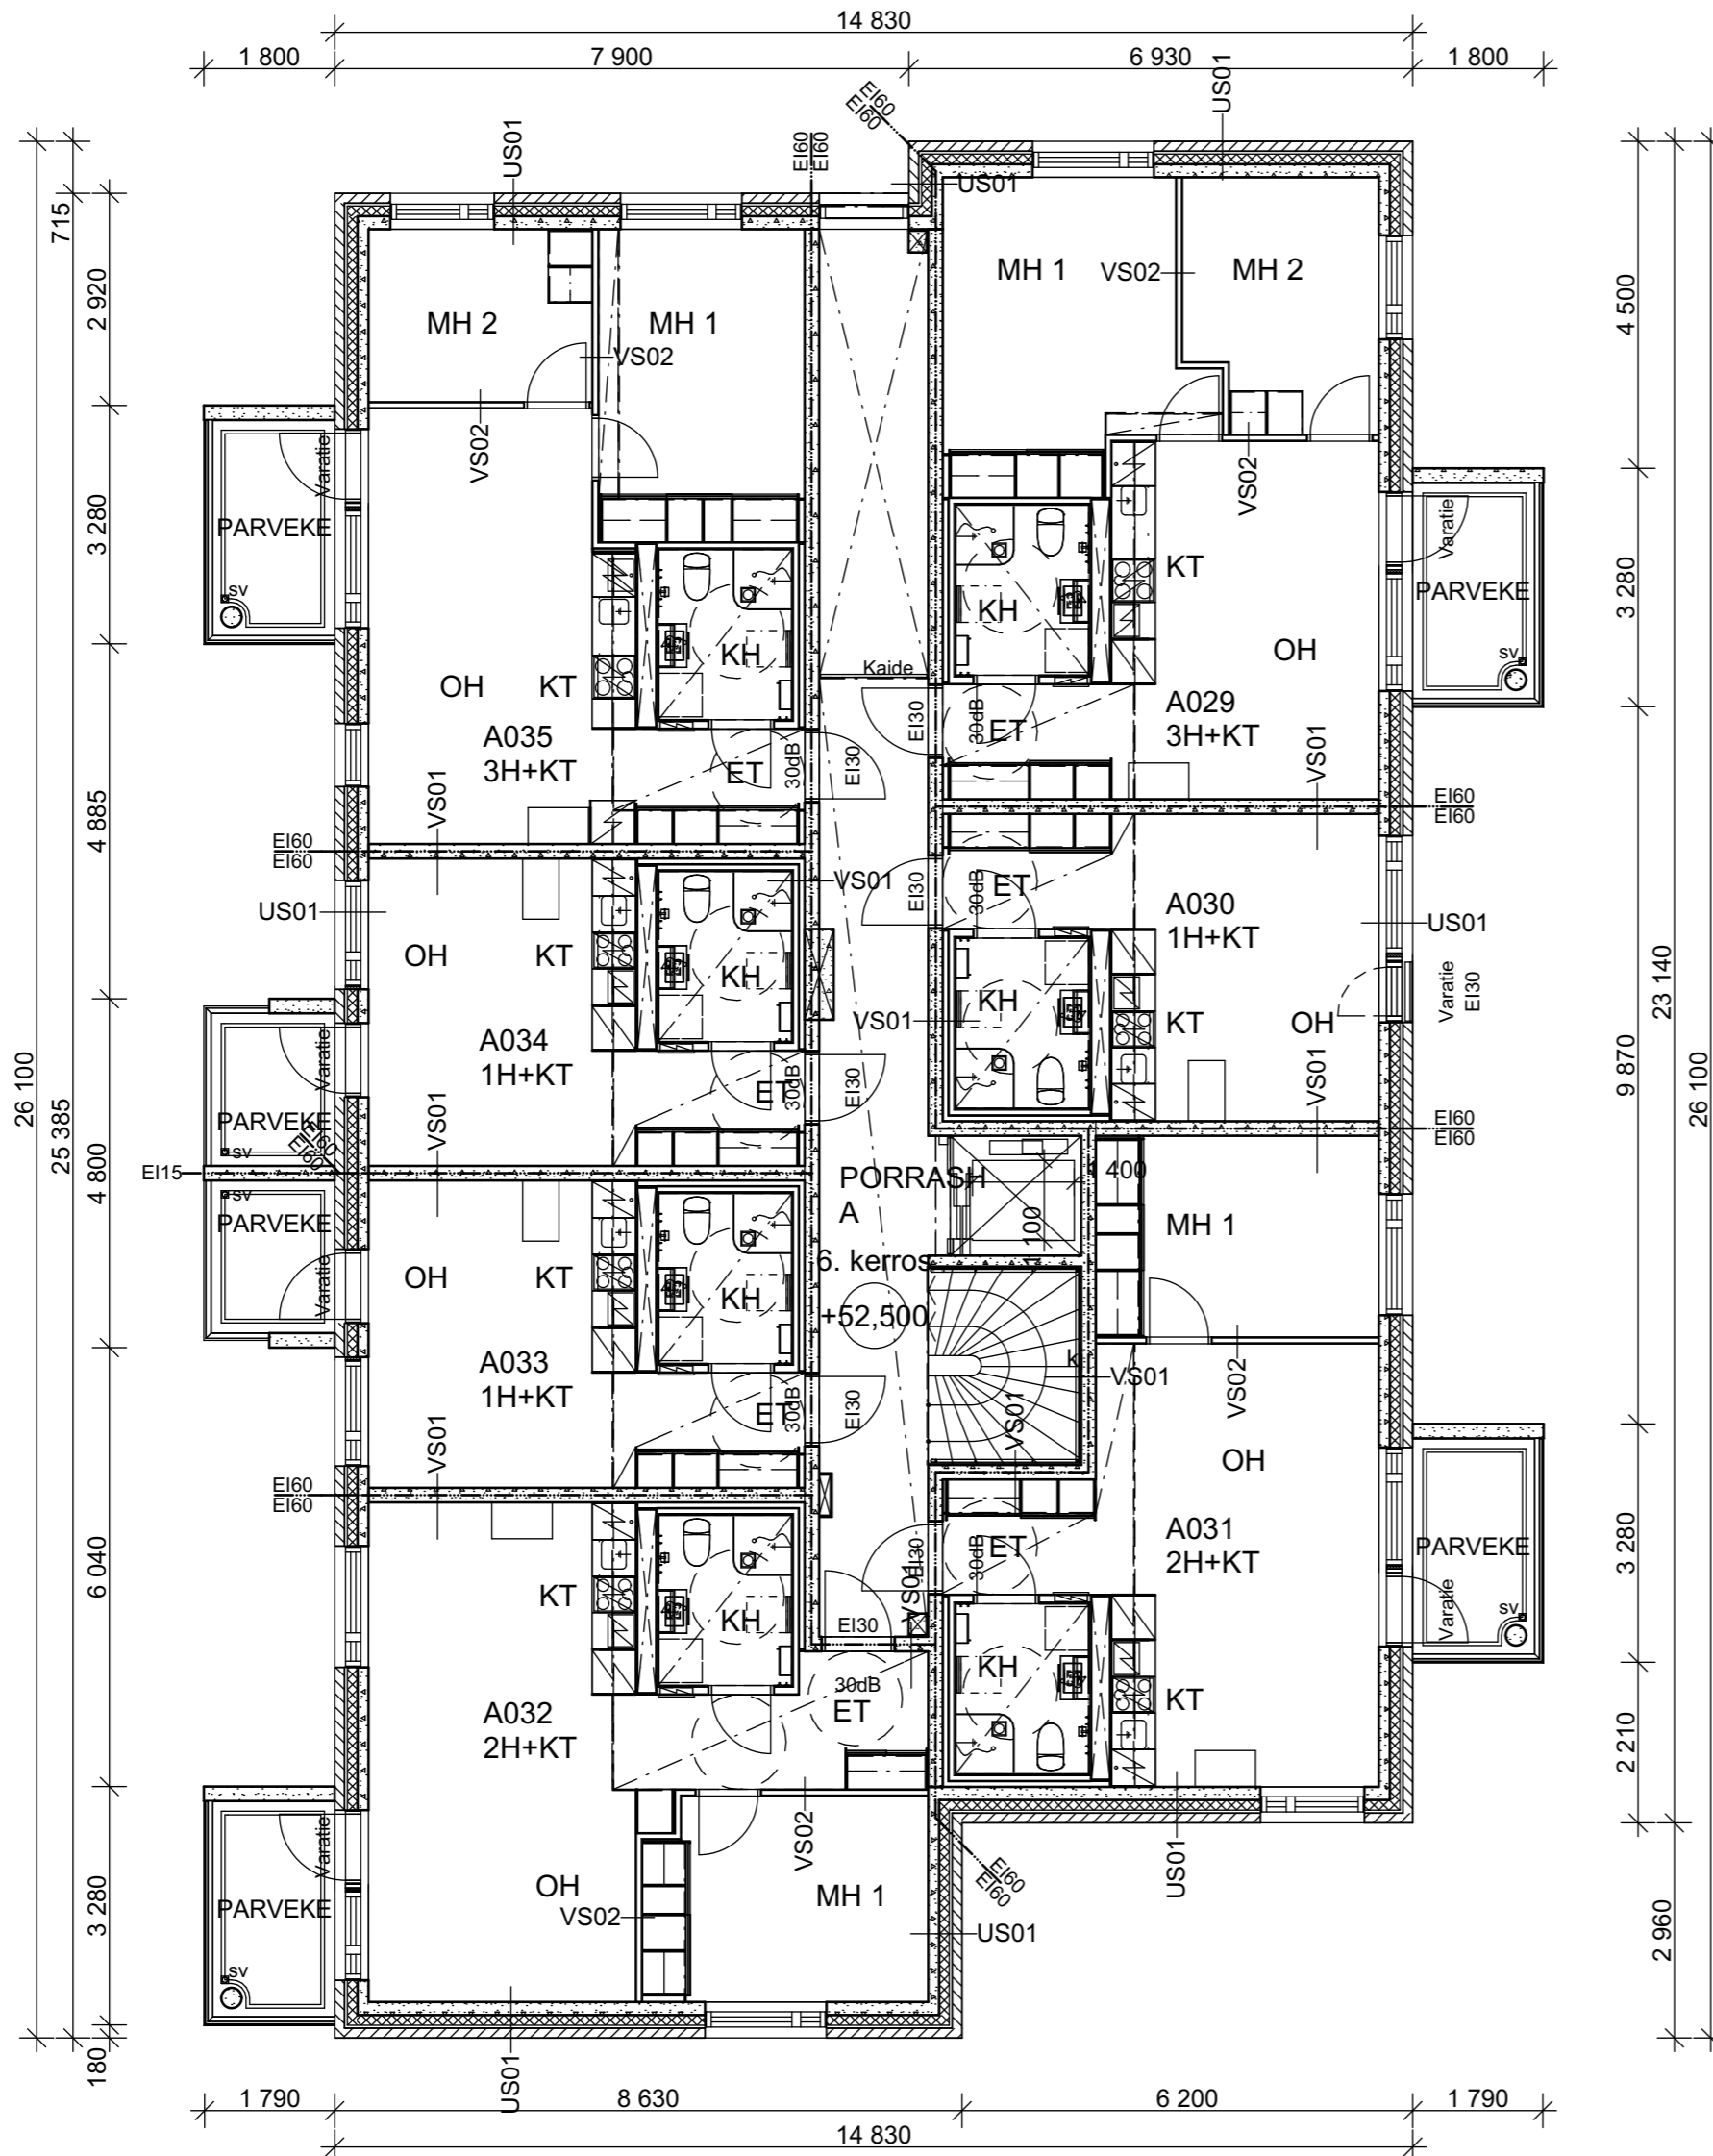 14 830
1 800
7 900
6 930
1 800
US01
US01
EI60
EI60
EI60
EI60
US01
26 100
715
25 385
2 920
3 280
4 885
4 800
6 040
3 280
180
4 500
3 280
9 870
3 280
2 210
23 140
2 960
26 100
MH 2
MH 1
VS02
VS02
MH 1
VS02
MH 2
VS02
PARVEKE
Varatie
sv
PARVEKE
Varatie
sv
OH
KT
KH
A035
3H+KT
ET
30dB
EI30
VS01
Kaide
KT
KH
OH
A029
3H+KT
ET
30dB
EI30
VS01
EI60
EI60
EI60
EI60
US01
VS01
OH
KT
KH
A034
1H+KT
ET
30dB
EI30
VS01
EI30
30dB
ET
A030
1H+KT
US01
KH
VS01
KT
OH
Varatie
EI30
VS01
EI60
EI60
PARVEKE
Varatie
sv
EI60
EI60
EI15
PARVEKE
sv
Varatie
OH
KT
KH
A033
1H+KT
ET
30dB
EI30
VS01
EI60
EI60
PORRASH
A
6. kerros
+52,500
1 400
1 100
MH 1
VS02
VS01
VS01
OH
A031
2H+KT
ET
30dB
EI30
VS01
KH
KT
PARVEKE
Varatie
sv
US01
KT
KH
EI30
30dB
ET
A032
2H+KT
VS02
OH
VS02
MH 1
US01
EI60
EI60
PARVEKE
Varatie
sv
US01
1 790
8 630
6 200
1 790
14 830